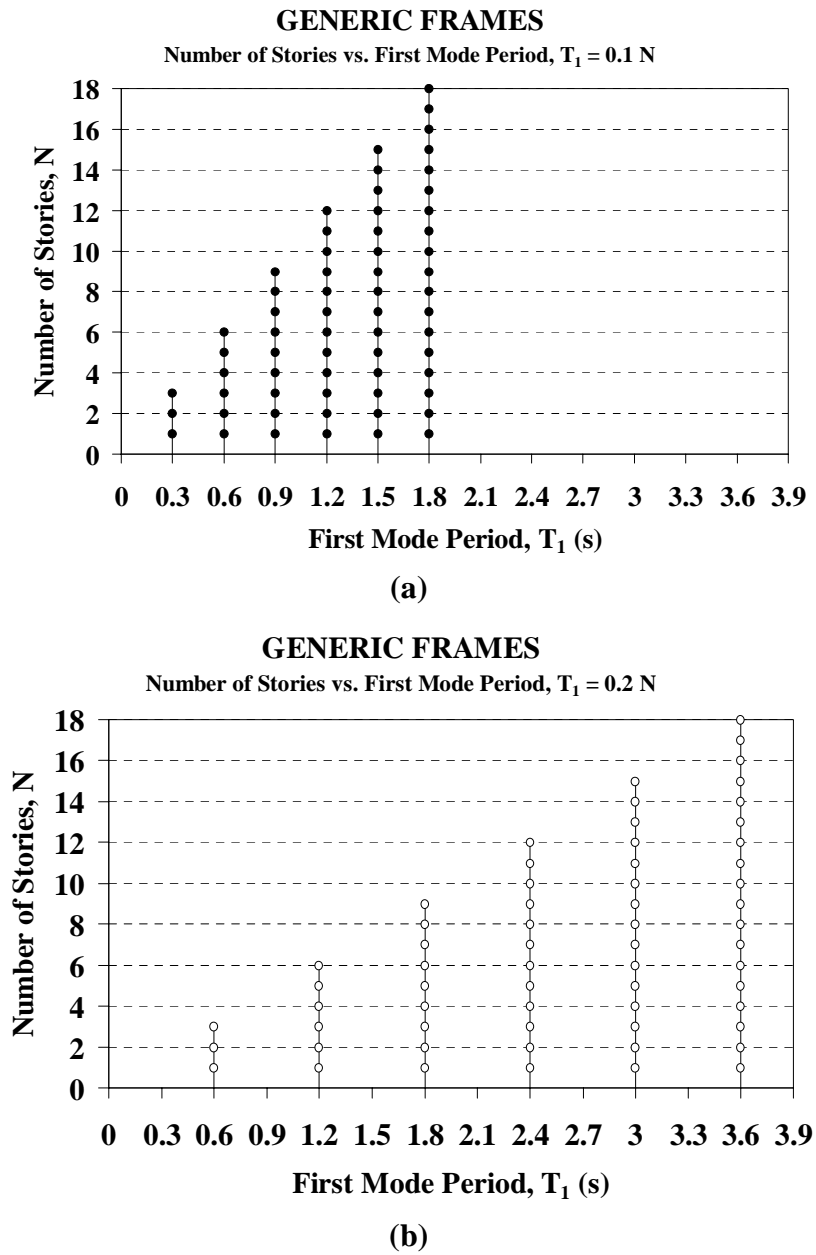 GENERIC FRAMES
Number of Stories vs. First Mode Period, T₁ = 0.1 N
Number of Stories, N
18
16
14
12
10
8
6
4
2
0
0 0.3 0.6 0.9 1.2 1.5 1.8 2.1 2.4 2.7 3 3.3 3.6 3.9
First Mode Period, T₁ (s)
(a)
GENERIC FRAMES
Number of Stories vs. First Mode Period, T₁ = 0.2 N
Number of Stories, N
18
16
14
12
10
8
6
4
2
0
0 0.3 0.6 0.9 1.2 1.5 1.8 2.1 2.4 2.7 3 3.3 3.6 3.9
First Mode Period, T₁ (s)
(b)